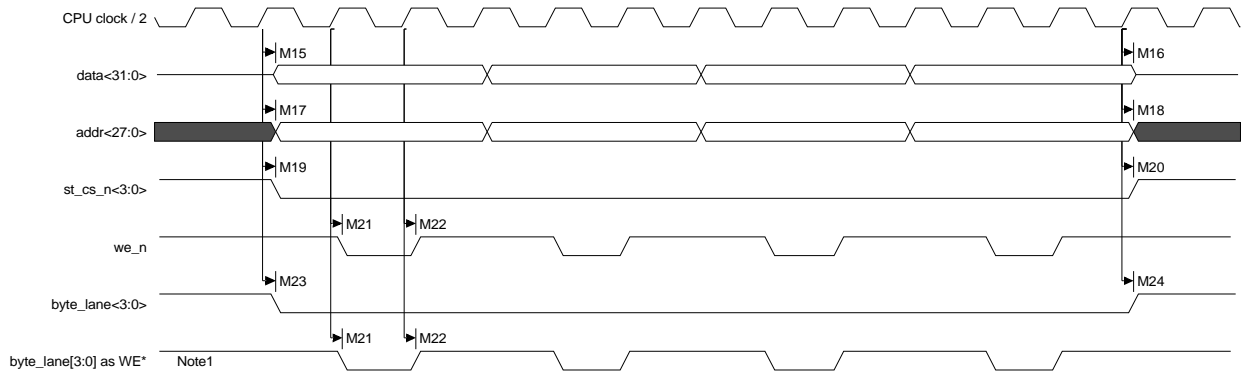 CPU clock / 2
M15 M16
data<31:0>
M17 M18
addr<27:0>
M19 M20
st_cs_n<3:0>
M21 M22
we_n
M23 M24
byte_lane<3:0>
M21 M22
byte_lane[3:0] as WE* Note1